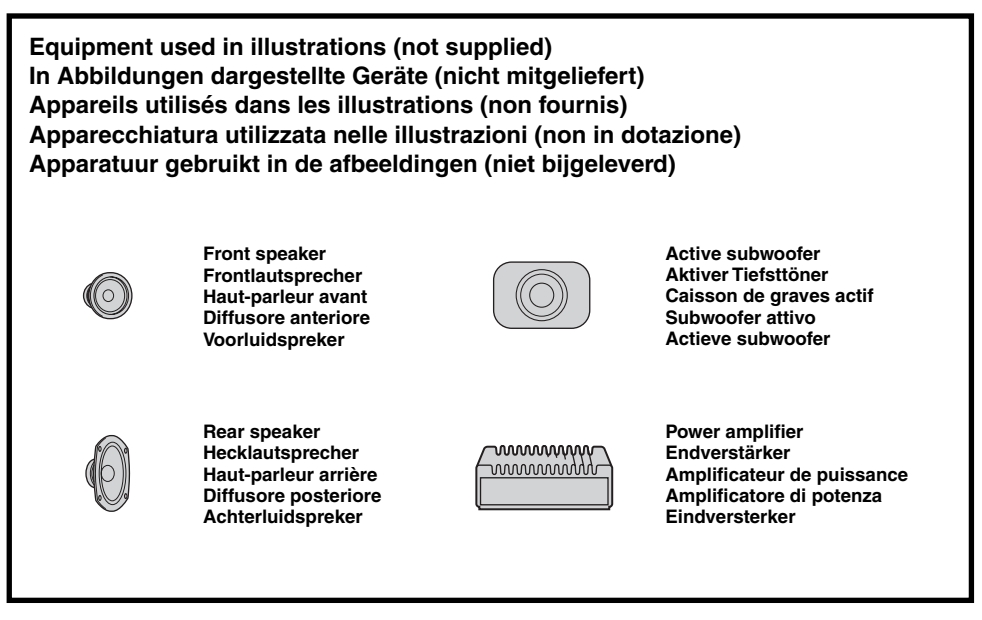 Equipment used in illustrations (not supplied)
In Abbildungen dargestellte Geräte (nicht mitgeliefert)
Appareils utilisés dans les illustrations (non fournis)
Apparecchiatura utilizzata nelle illustrazioni (non in dotazione)
Apparatuur gebruikt in de afbeeldingen (niet bijgeleverd)
Front speaker
Frontlautsprecher
Haut-parleur avant
Diffusore anteriore
Voorluidspreker
Active subwoofer
Aktiver Tiefsttöner
Caisson de graves actif
Subwoofer attivo
Actieve subwoofer
Rear speaker
Hecklautsprecher
Haut-parleur arrière
Diffusore posteriore
Achterluidspreker
Power amplifier
Endverstärker
Amplificateur de puissance
Amplificatore di potenza
Eindversterker